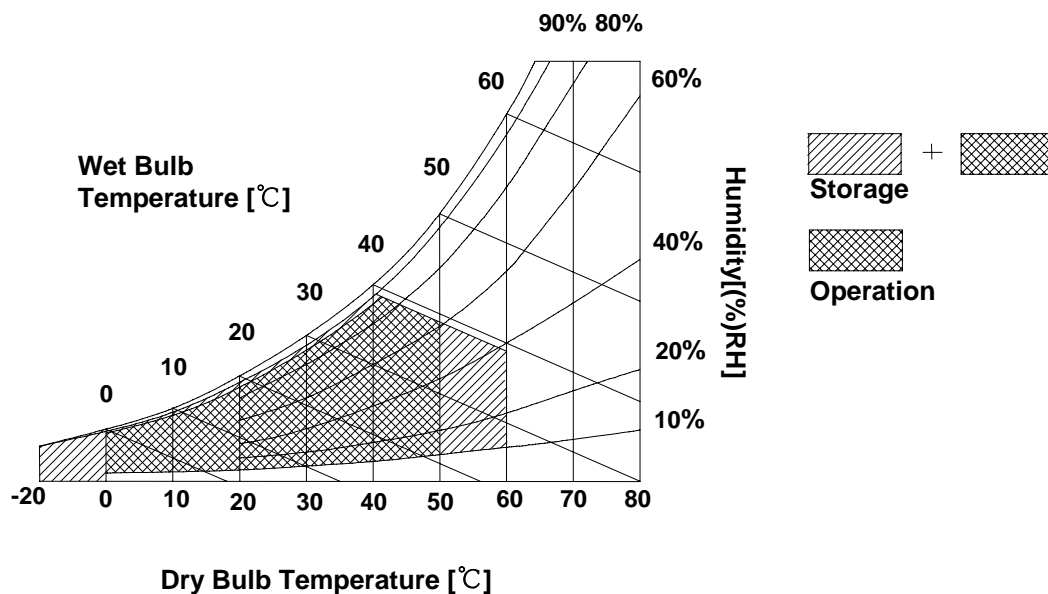 90% 80%
60
60%
Wet Bulb
Temperature [℃]
50
40
30
20
10
0
40%
20%
10%
Humidity[(%)RH]
-20 0 10 20 30 40 50 60 70 80
Dry Bulb Temperature [℃]
+
Storage
Operation